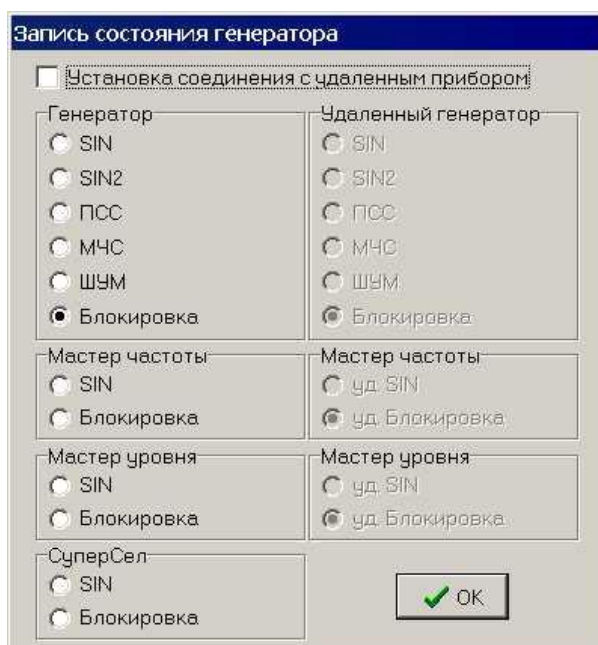 Запись состояния генератора
Установка соединения с удаленным прибором
Генератор
SIN
SIN2
ПСС
МЧС
ШУМ
Блокировка
Удаленный генератор
SIN
SIN2
ПСС
МЧС
ШУМ
Блокировка
Мастер частоты
SIN
Блокировка
Мастер частоты
уд. SIN
уд. Блокировка
Мастер уровня
SIN
Блокировка
Мастер уровня
уд. SIN
уд. Блокировка
СуперСел
SIN
Блокировка
OK